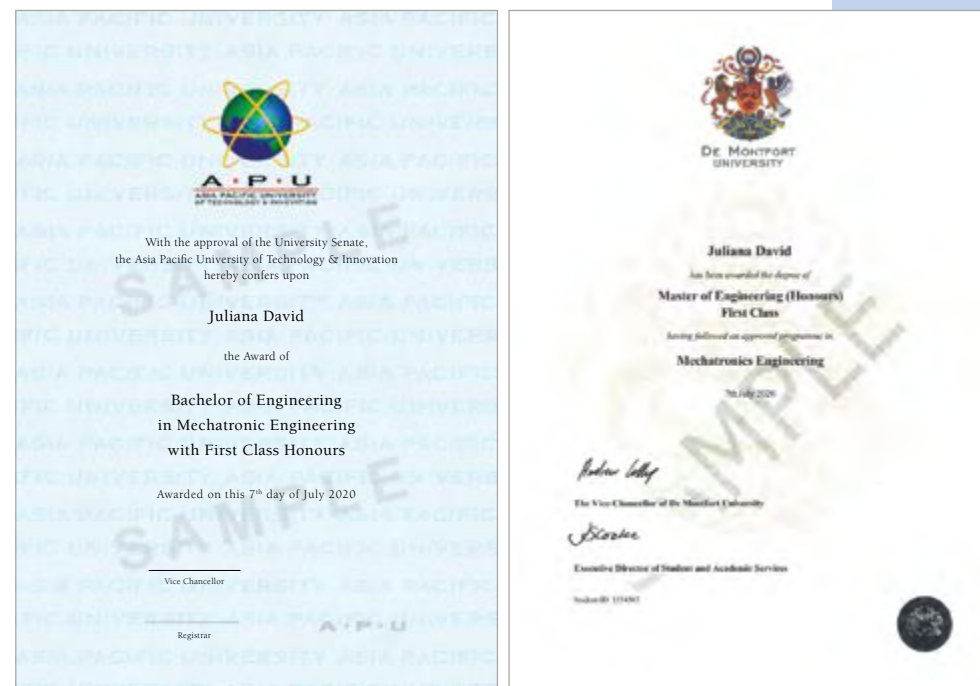 A · P · U
ASIA PACIFIC UNIVERSITY
OF TECHNOLOGY & INNOVATION
With the approval of the University Senate,
the Asia Pacific University of Technology & Innovation
hereby confers upon
Juliana David
the Award of
Bachelor of Engineering
in Mechatronic Engineering
with First Class Honours
Awarded on this 7th day of July 2020
Vice Chancellor
Registrar
A · P · U
SAMPLE
SAMPLE
DE MONTFORT
UNIVERSITY
Juliana David
has been awarded the degree of
Master of Engineering (Honours)
First Class
having followed an approved programme in
Mechatronics Engineering
7th July 2020
The Vice-Chancellor of De Montfort University
Executive Director of Student and Academic Services
Student ID
SAMPLE